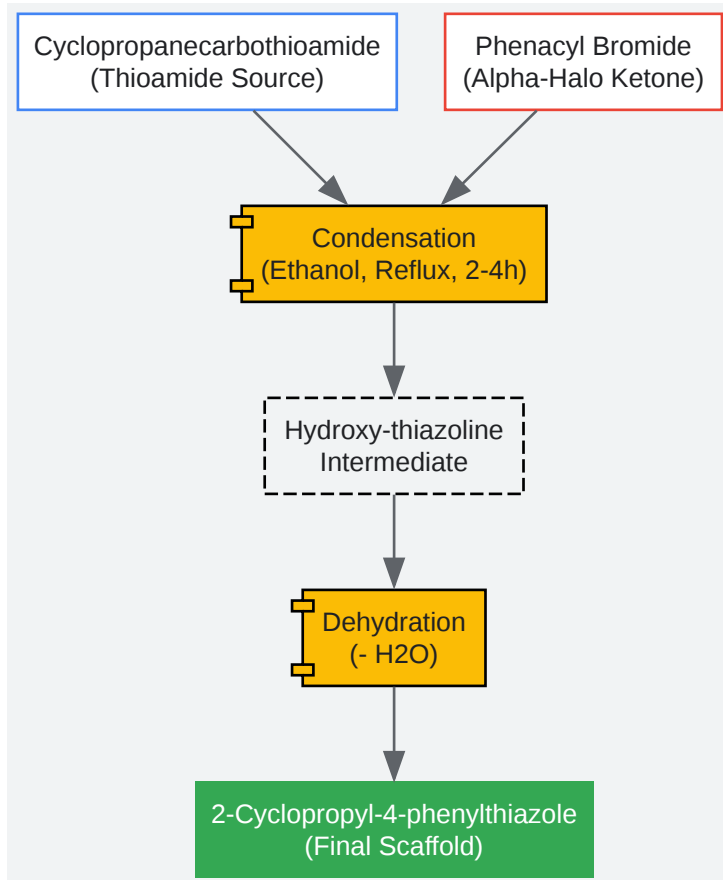 Cyclopropanecarbothioamide
(Thioamide Source)
Phenacyl Bromide
(Alpha-Halo Ketone)
Condensation
(Ethanol, Reflux, 2-4h)
Hydroxy-thiazoline
Intermediate
Dehydration
(- H2O)
2-Cyclopropyl-4-phenylthiazole
(Final Scaffold)